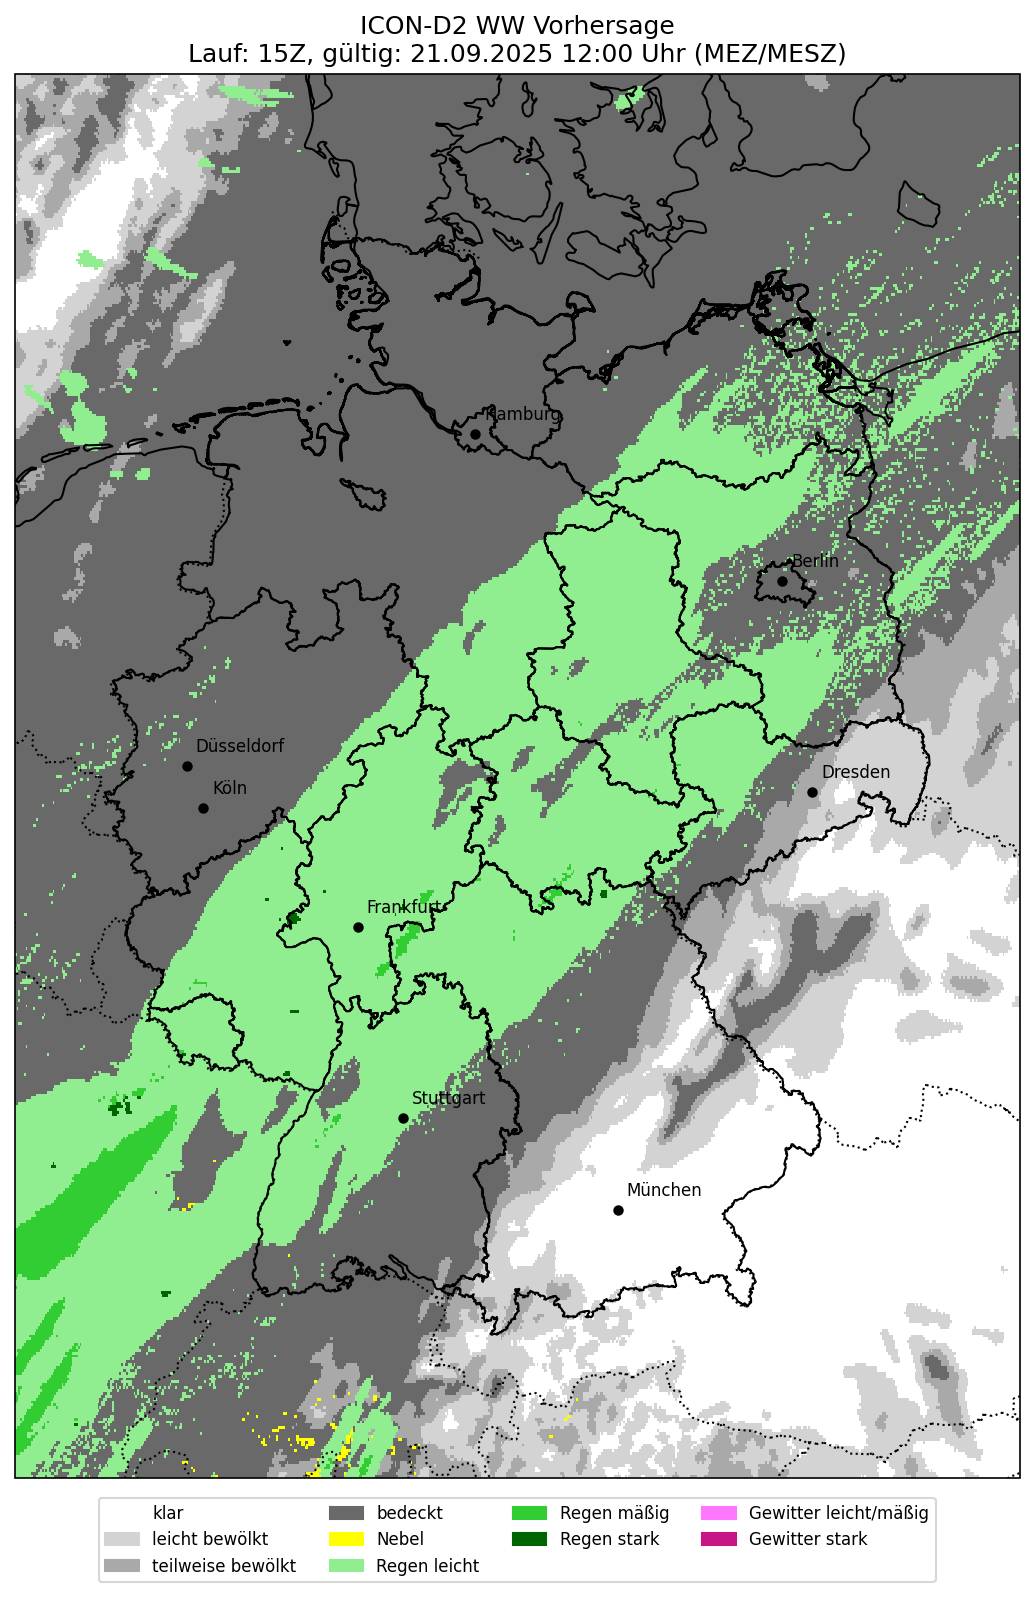 ICON-D2 WW Vorhersage
Lauf: 15Z, gültig: 21.09.2025 12:00 Uhr (MEZ/MESZ)
Hamburg
Berlin
Düsseldorf
Köln
Dresden
Frankfurt
Stuttgart
München
klar
leicht bewölkt
teilweise bewölkt
bedeckt
Nebel
Regen leicht
Regen mäßig
Regen stark
Gewitter leicht/mäßig
Gewitter stark